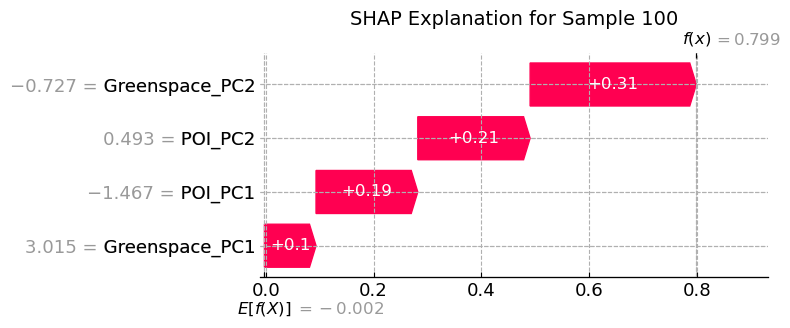 SHAP Explanation for Sample 100
f(x) = 0.799
−0.727 = Greenspace_PC2
+0.31
0.493 = POI_PC2
+0.21
−1.467 = POI_PC1
+0.19
3.015 = Greenspace_PC1
+0.1
0.0 0.2 0.4 0.6 0.8
E[f(X)] = −0.002